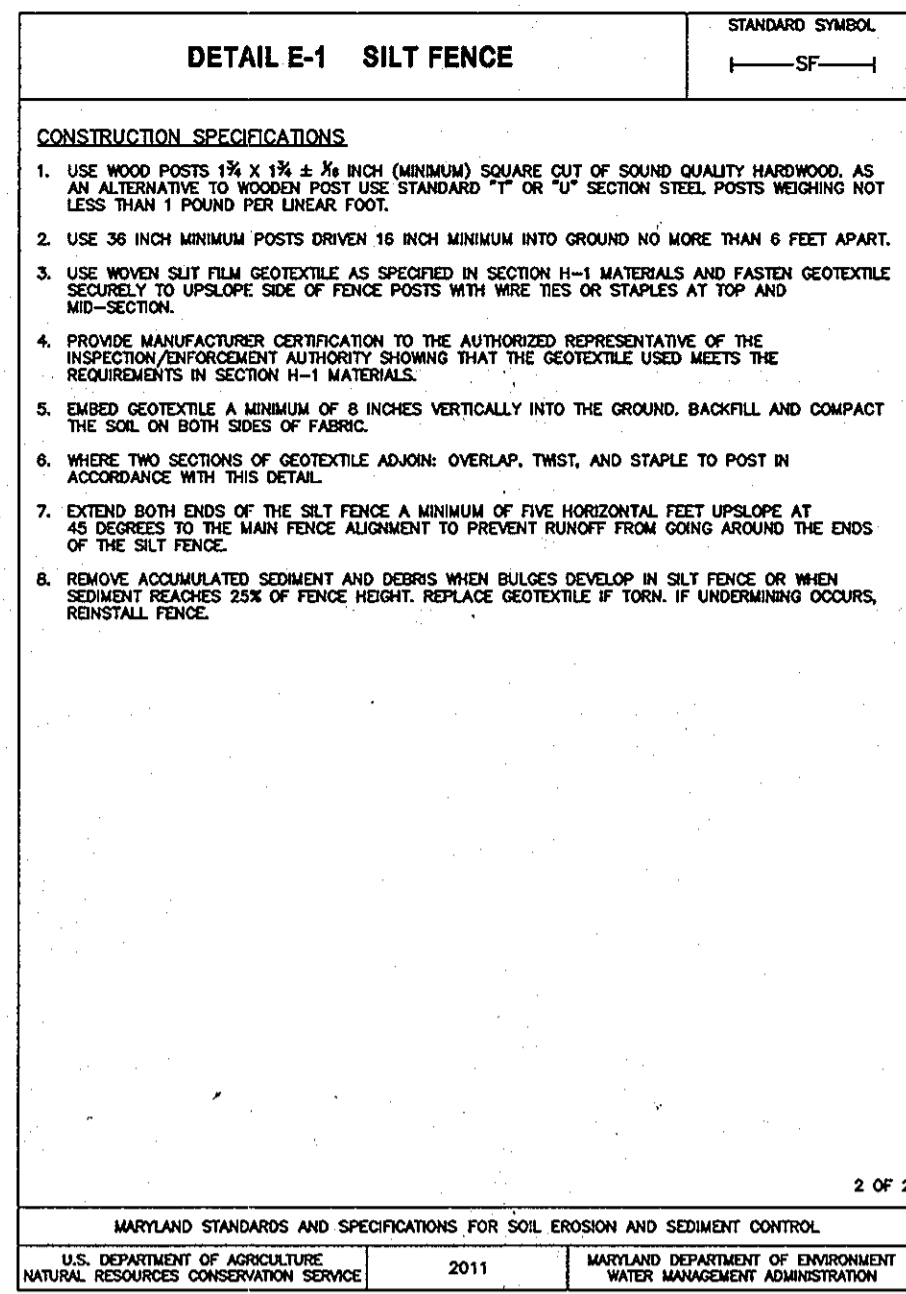 STANDARD SYMBOL
DETAIL E-1 SILT FENCE
SF
CONSTRUCTION SPECIFICATIONS
1. USE WOOD POSTS 1¾ X 1¾ ± 1/16 INCH (MINIMUM) SQUARE CUT OF SOUND QUALITY HARDWOOD. AS
AN ALTERNATIVE TO WOODEN POST USE STANDARD "T" OR "U" SECTION STEEL POSTS WEIGHING NOT
LESS THAN 1 POUND PER LINEAR FOOT.
2. USE 36 INCH MINIMUM POSTS DRIVEN 16 INCH MINIMUM INTO GROUND NO MORE THAN 6 FEET APART.
3. USE WOVEN SLIT FILM GEOTEXTILE AS SPECIFIED IN SECTION H-1 MATERIALS AND FASTEN GEOTEXTILE
SECURELY TO UPSLOPE SIDE OF FENCE POSTS WITH WIRE TIES OR STAPLES AT TOP AND
MID-SECTION.
4. PROVIDE MANUFACTURER CERTIFICATION TO THE AUTHORIZED REPRESENTATIVE OF THE
INSPECTION/ENFORCEMENT AUTHORITY SHOWING THAT THE GEOTEXTILE USED MEETS THE
REQUIREMENTS IN SECTION H-1 MATERIALS.
5. EMBED GEOTEXTILE A MINIMUM OF 8 INCHES VERTICALLY INTO THE GROUND. BACKFILL AND COMPACT
THE SOIL ON BOTH SIDES OF FABRIC.
6. WHERE TWO SECTIONS OF GEOTEXTILE ADJOIN: OVERLAP, TWIST, AND STAPLE TO POST IN
ACCORDANCE WITH THIS DETAIL.
7. EXTEND BOTH ENDS OF THE SILT FENCE A MINIMUM OF FIVE HORIZONTAL FEET UPSLOPE AT
45 DEGREES TO THE MAIN FENCE ALIGNMENT TO PREVENT RUNOFF FROM GOING AROUND THE ENDS
OF THE SILT FENCE.
8. REMOVE ACCUMULATED SEDIMENT AND DEBRIS WHEN BULGES DEVELOP IN SILT FENCE OR WHEN
SEDIMENT REACHES 25% OF FENCE HEIGHT. REPLACE GEOTEXTILE IF TORN. IF UNDERMINING OCCURS,
REINSTALL FENCE.
2 OF 2
MARYLAND STANDARDS AND SPECIFICATIONS FOR SOIL EROSION AND SEDIMENT CONTROL
U.S. DEPARTMENT OF AGRICULTURE
NATURAL RESOURCES CONSERVATION SERVICE
2011
MARYLAND DEPARTMENT OF ENVIRONMENT
WATER MANAGEMENT ADMINISTRATION